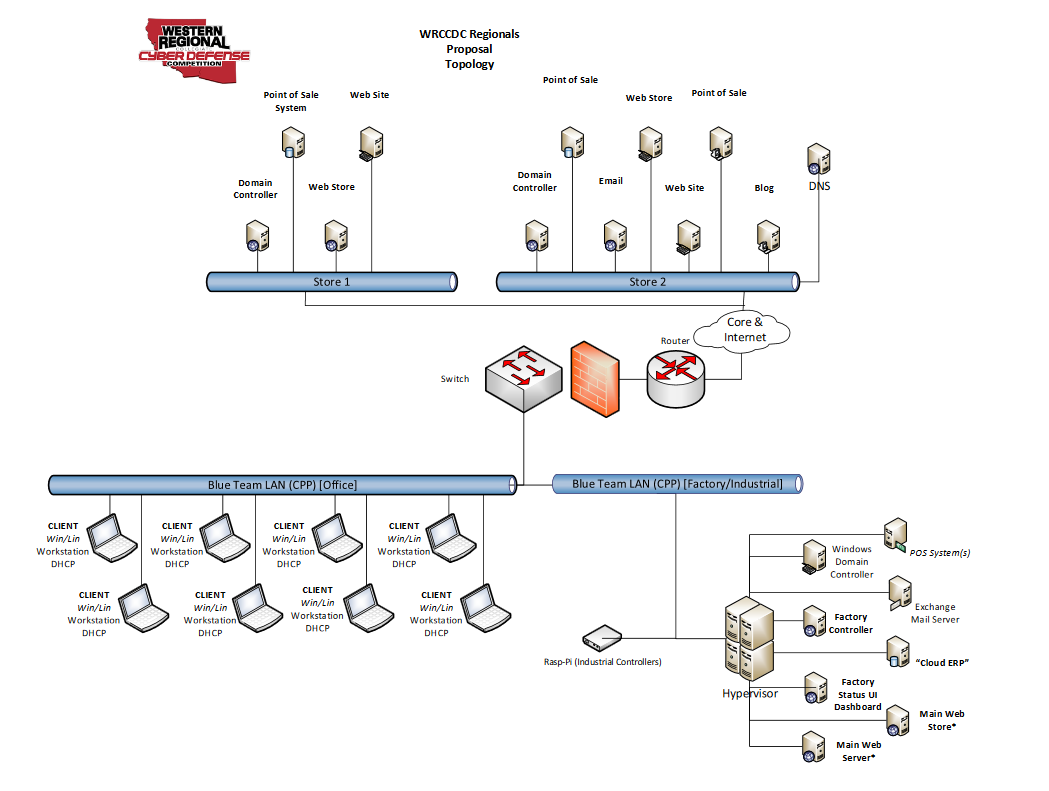 WESTERN
REGIONAL
COLLEGIATE
CYBER DEFENSE
COMPETITION
WRCCDC Regionals
Proposal
Topology
Point of Sale
System
Web Site
Point of Sale
Web Store
Point of Sale
Domain
Controller
Web Store
Domain
Controller
Email
Web Site
Blog
DNS
Store 1
Store 2
Core &
Internet
Router
Switch
Blue Team LAN (CPP) [Office]
Blue Team LAN (CPP) [Factory/Industrial]
CLIENT
Win/Lin
Workstation
DHCP
CLIENT
Win/Lin
Workstation
DHCP
CLIENT
Win/Lin
Workstation
DHCP
CLIENT
Win/Lin
Workstation
DHCP
CLIENT
Win/Lin
Workstation
DHCP
CLIENT
Win/Lin
Workstation
DHCP
CLIENT
Win/Lin
Workstation
DHCP
CLIENT
Win/Lin
Workstation
DHCP
POS System(s)
Windows
Domain
Controller
Exchange
Mail Server
Factory
Controller
Rasp-Pi (Industrial Controllers)
"Cloud ERP"
Hypervisor
Factory
Status UI
Dashboard
Main Web
Store*
Main Web
Server*